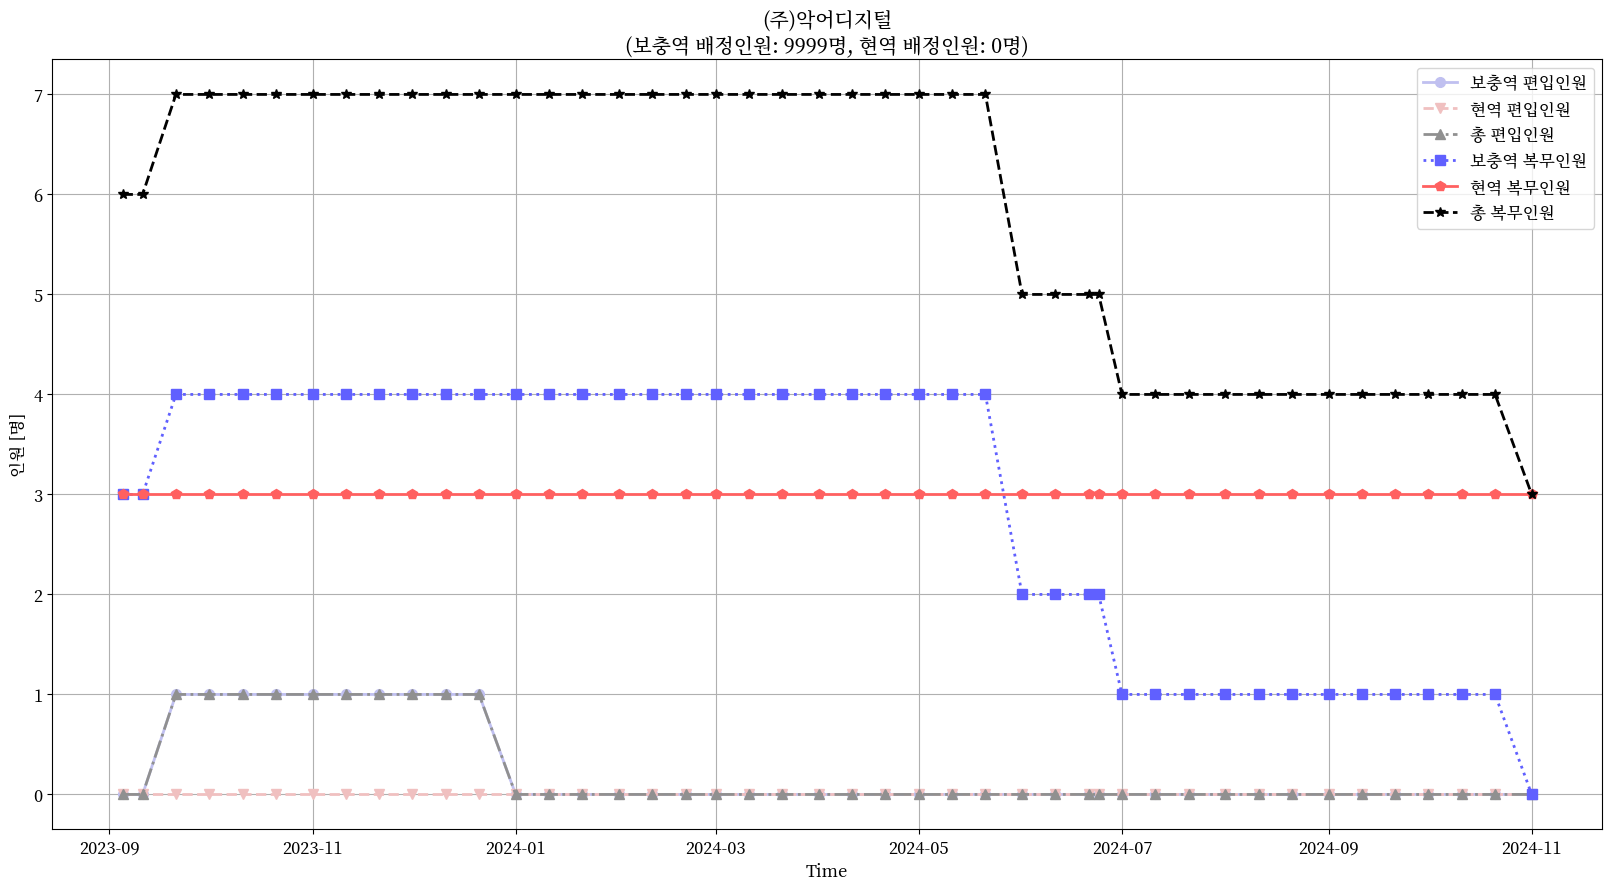 (주)악어디지털
(보충역 배정인원: 9999명, 현역 배정인원: 0명)
보충역 편입인원
현역 편입인원
총 편입인원
보충역 복무인원
현역 복무인원
총 복무인원
7
6
5
4
3
2
1
0
인원 [명]
2023-09 2023-11 2024-01 2024-03 2024-05 2024-07 2024-09 2024-11
Time